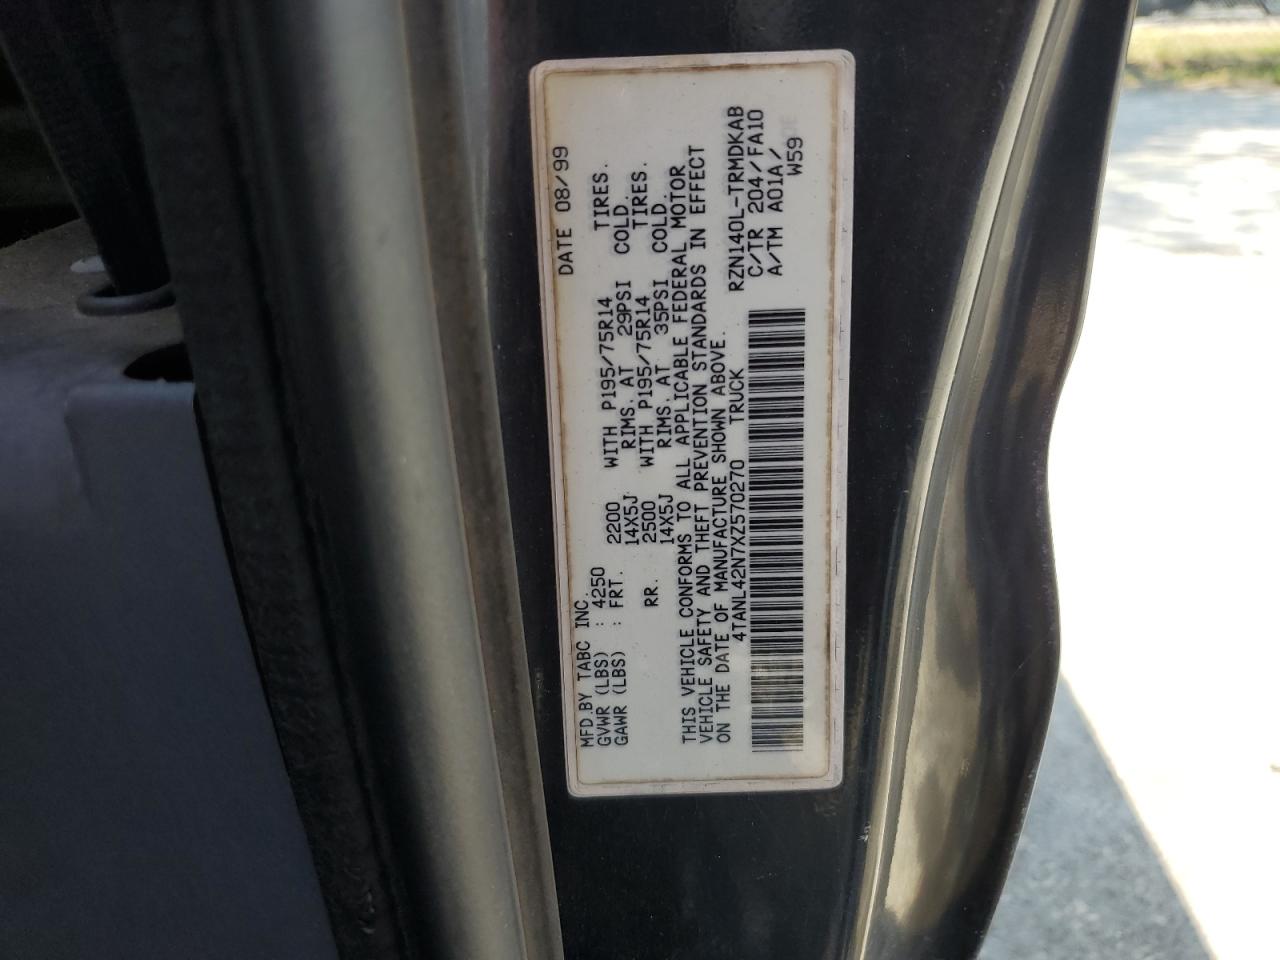 MFD.BY TABC INC. DATE 08/99
GVWR (LBS) : 4250
GAWR (LBS) : FRT. 2200 WITH P195/75R14 TIRES.
14X5J RIMS. AT 29PSI COLD.
RR. 2500 WITH P195/75R14 TIRES.
14X5J RIMS. AT 35PSI COLD.
THIS VEHICLE CONFORMS TO ALL APPLICABLE FEDERAL MOTOR
VEHICLE SAFETY AND THEFT PREVENTION STANDARDS IN EFFECT
ON THE DATE OF MANUFACTURE SHOWN ABOVE.
4TANL42N7XZ570270 TRUCK
RZN140L-TRMDKAB
C/TR 204/FA10
A/TM A01A/
W59